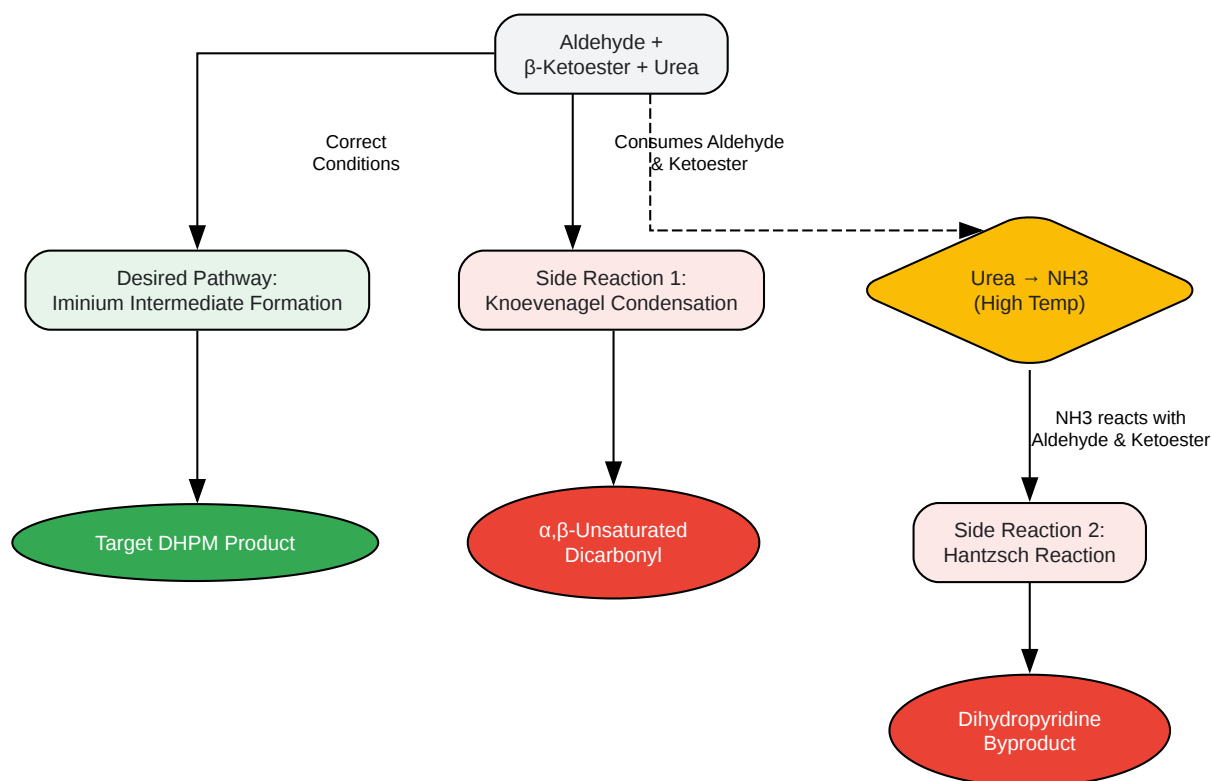 Aldehyde +
β-Ketoester + Urea
Correct
Conditions
Consumes Aldehyde
& Ketoester
Desired Pathway:
Iminium Intermediate Formation
Side Reaction 1:
Knoevenagel Condensation
Urea → NH3
(High Temp)
NH3 reacts with
Aldehyde & Ketoester
Target DHPM Product
α,β-Unsaturated
Dicarbonyl
Side Reaction 2:
Hantzsch Reaction
Dihydropyridine
Byproduct